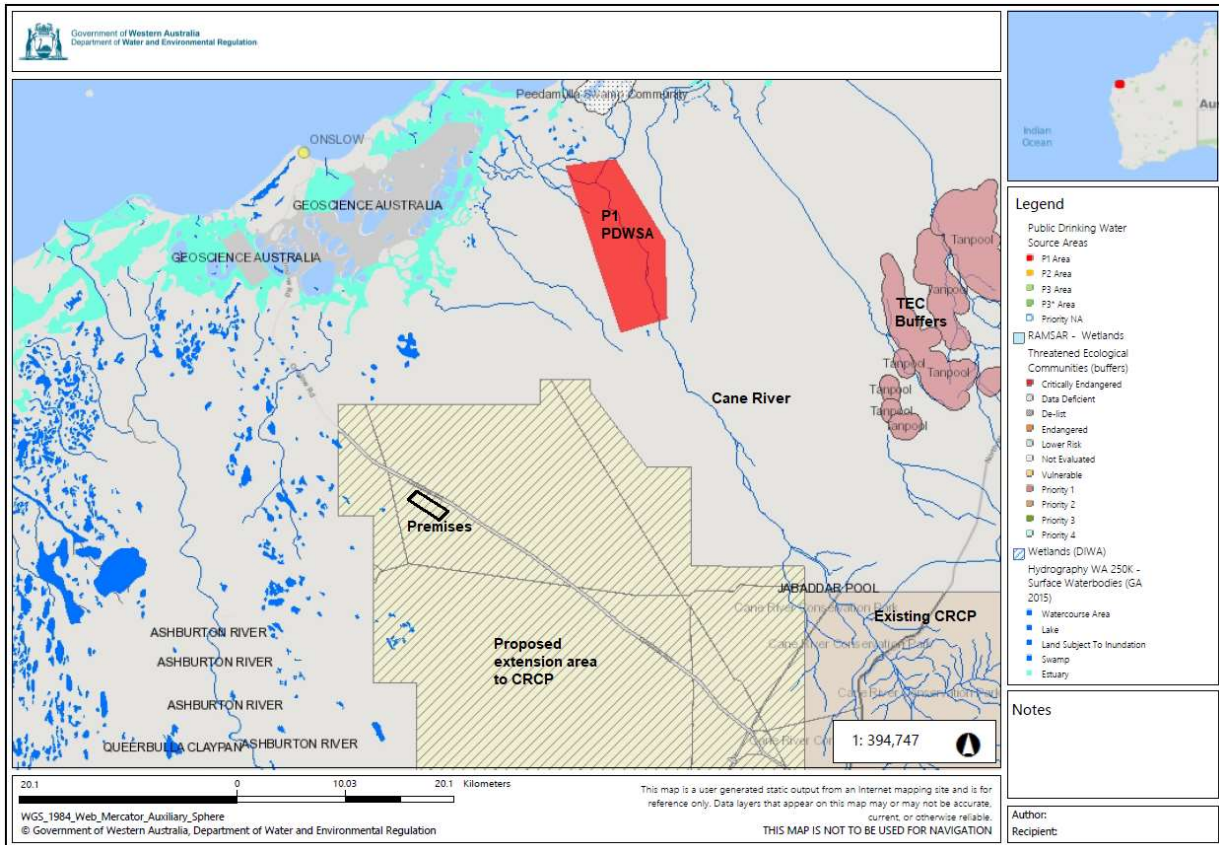 Government of Western Australia
Department of Water and Environmental Regulation
Peedamulla Swamp Community
ONSLOW
GEOSCIENCE AUSTRALIA
GEOSCIENCE AUSTRALIA
P1
PDWSA
Tanpool
Tanpool
TEC
Buffers
Tanpool
Tanpool
Tanpool
Tanpool
Tanpool
Cane River
Premises
JABADDAR POOL
Cane River Conservation Park
Existing CRCP
Cane River Conservation Park
Cane River Conservation Park
Proposed
extension area
to CRCP
ASHBURTON RIVER
ASHBURTON RIVER
ASHBURTON RIVER
QUEERBULLA CLAYPAN
ASHBURTON RIVER
1: 394,747
Indian
Ocean
Legend
Public Drinking Water
Source Areas
P1 Area
P2 Area
P3 Area
P3* Area
Priority NA
RAMSAR - Wetlands
Threatened Ecological
Communities (buffers)
Critically Endangered
Data Deficient
De-list
Endangered
Lower Risk
Not Evaluated
Vulnerable
Priority 1
Priority 2
Priority 3
Priority 4
Wetlands (DIWA)
Hydrography WA 250K -
Surface Waterbodies (GA
2015)
Watercourse Area
Lake
Land Subject To Inundation
Swamp
Estuary
Notes
Author:
Recipient:
20.1 0 10.03 20.1 Kilometers
WGS_1984_Web_Mercator_Auxiliary_Sphere
© Government of Western Australia, Department of Water and Environmental Regulation
This map is a user generated static output from an Internet mapping site and is for
reference only. Data layers that appear on this map may or may not be accurate,
current, or otherwise reliable.
THIS MAP IS NOT TO BE USED FOR NAVIGATION